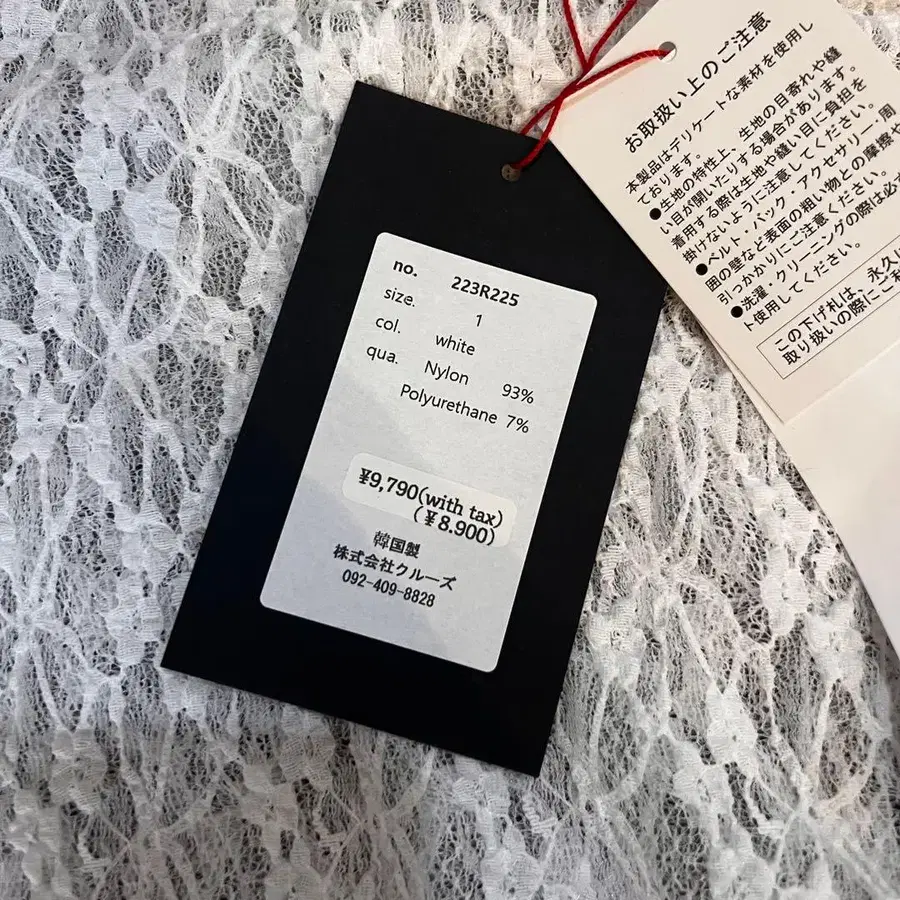 no. 223R225
size. 1
col. white
qua. Nylon 93%
Polyurethane 7%
¥9,790(with tax)
(¥8.900)
韓国製
株式会社クルーズ
092-409-8828
お取扱い上のご注意
本製品はデリケートな素材を使用し
ております。
●生地の特性上、生地の目寄れや縫
い目が開いたりする場合があります。
着用する際は生地や縫い目に負担を
掛けないように注意してください。
●ベルト・バック・アクセサリー・周
囲の壁など表面の粗い物との摩擦や
引っかかりにご注意ください。
●洗濯・クリーニングの際は必ず
ト使用してください。
この下げ札は、永久に
取り扱いの際にご利